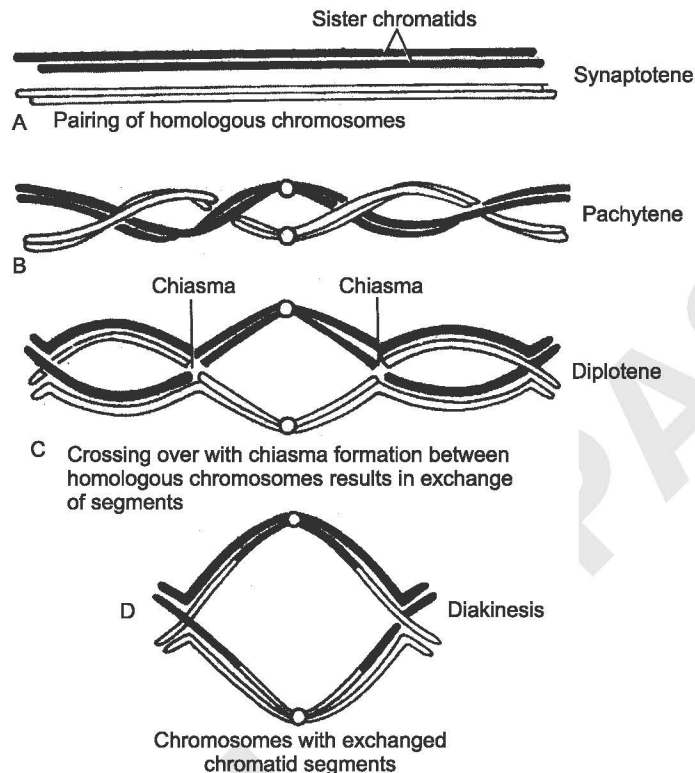 Sister chromatids
Synaptotene
A Pairing of homologous chromosomes
Pachytene
B
Chiasma Chiasma
Diplotene
C Crossing over with chiasma formation between
homologous chromosomes results in exchange
of segments
D Diakinesis
Chromosomes with exchanged
chromatid segments